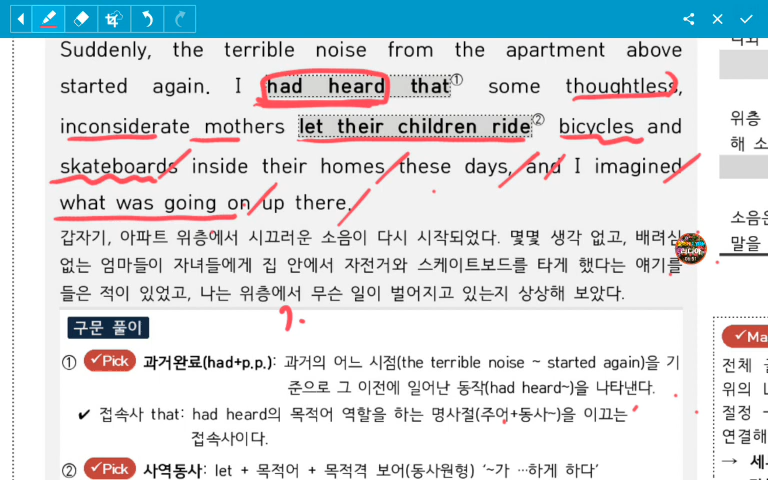 Suddenly, the terrible noise from the apartment above
started again. I had heard that① some thoughtless,
inconsiderate mothers let their children ride② bicycles and
skateboards inside their homes these days, and I imagined
what was going on up there.
갑자기, 아파트 위층에서 시끄러운 소음이 다시 시작되었다. 몇몇 생각 없고, 배려심
없는 엄마들이 자녀들에게 집 안에서 자전거와 스케이트보드를 타게 했다는 얘기를
들은 적이 있었고, 나는 위층에서 무슨 일이 벌어지고 있는지 상상해 보았다.
구문 풀이
① ✓Pick 과거완료(had+p.p.): 과거의 어느 시점(the terrible noise ~ started again)을 기
준으로 그 이전에 일어난 동작(had heard~)을 나타낸다.
✔ 접속사 that: had heard의 목적어 역할을 하는 명사절(주어+동사~)을 이끄는
접속사이다.
② ✓Pick 사역동사: let + 목적어 + 목적격 보어(동사원형) ‘~가 …하게 하다’
위층
해 소
소음은
말을
✓Ma
전체 글
위의 나
절정 -
연결해
→ 세